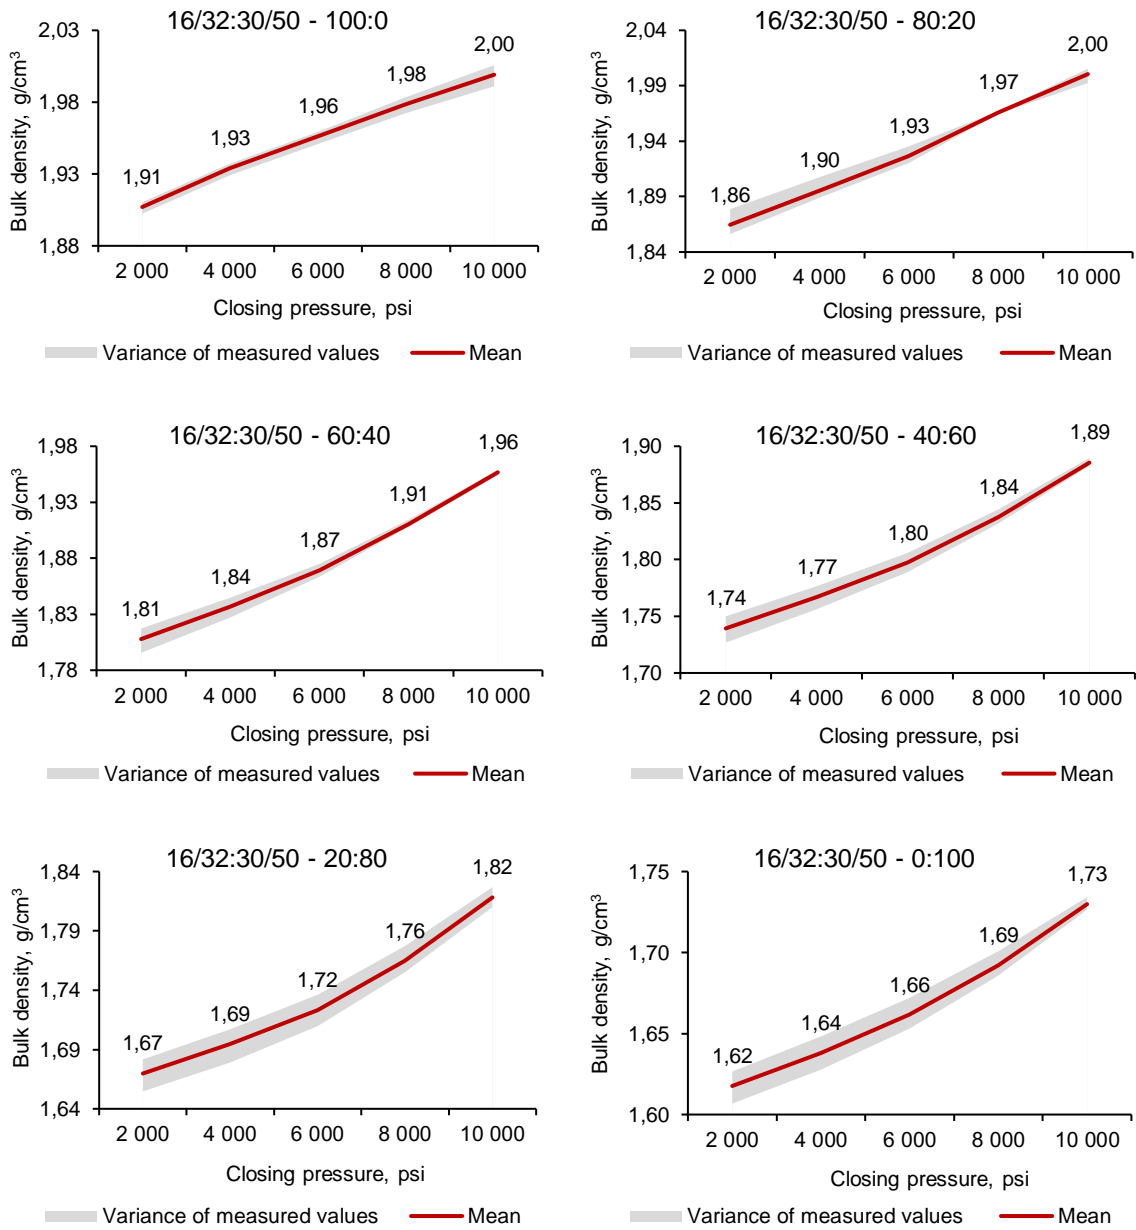 16/32:30/50 - 100:0
Bulk density, g/cm³
2,03
1,98
1,93
1,88
1,91
1,93
1,96
1,98
2,00
2 000 4 000 6 000 8 000 10 000
Closing pressure, psi
Variance of measured values Mean
16/32:30/50 - 80:20
Bulk density, g/cm³
2,04
1,99
1,94
1,89
1,84
1,86
1,90
1,93
1,97
2,00
2 000 4 000 6 000 8 000 10 000
Closing pressure, psi
Variance of measured values Mean
16/32:30/50 - 60:40
Bulk density, g/cm³
1,98
1,93
1,88
1,83
1,78
1,81
1,84
1,87
1,91
1,96
2 000 4 000 6 000 8 000 10 000
Closing pressure, psi
Variance of measured values Mean
16/32:30/50 - 40:60
Bulk density, g/cm³
1,90
1,85
1,80
1,75
1,70
1,74
1,77
1,80
1,84
1,89
2 000 4 000 6 000 8 000 10 000
Closing pressure, psi
Variance of measured values Mean
16/32:30/50 - 20:80
Bulk density, g/cm³
1,84
1,79
1,74
1,69
1,64
1,67
1,69
1,72
1,76
1,82
2 000 4 000 6 000 8 000 10 000
Closing pressure, psi
Variance of measured values Mean
16/32:30/50 - 0:100
Bulk density, g/cm³
1,75
1,70
1,65
1,60
1,62
1,64
1,66
1,69
1,73
2 000 4 000 6 000 8 000 10 000
Closing pressure, psi
Variance of measured values Mean